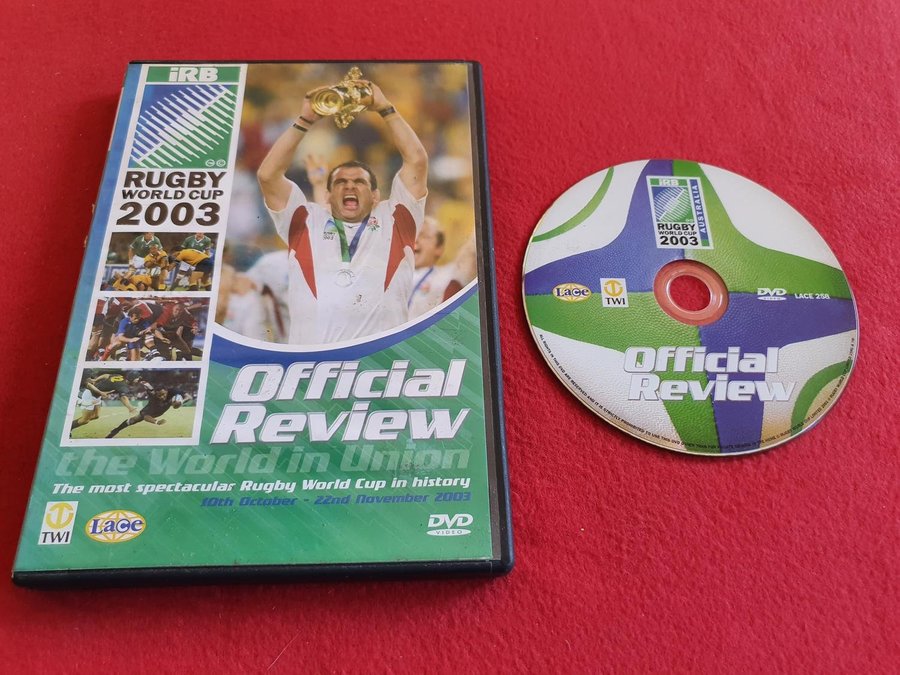 iRB
RUGBY
WORLD CUP
2003
Official
Review
the World in Union
The most spectacular Rugby World Cup in history
10th October - 22nd November 2003
TWI
Lace
DVD
VIDEO
iRB
AUSTRALIA
RUGBY
WORLD CUP
2003
Lace
TWI
DVD
VIDEO
LACE 258
Official
Review